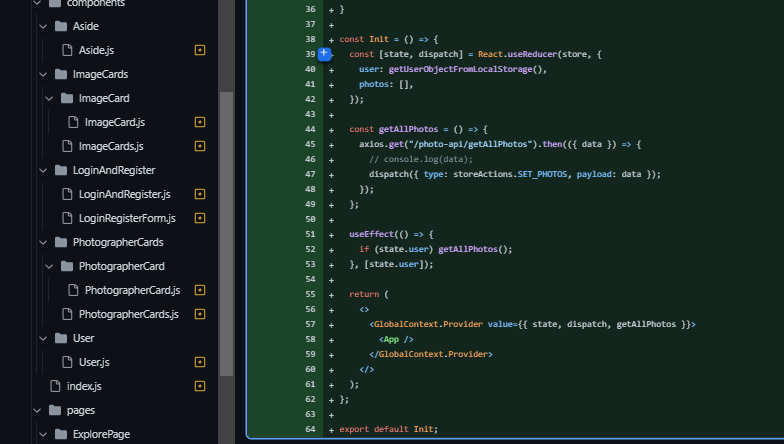 components
Aside
Aside.js
ImageCards
ImageCard
ImageCard.js
ImageCards.js
LoginAndRegister
LoginAndRegister.js
LoginRegisterForm.js
PhotographerCards
PhotographerCard
PhotographerCard.js
PhotographerCards.js
User
User.js
index.js
pages
ExplorePage
36 + }
37 +
38 + const Init = () => {
39 + const [state, dispatch] = React.useReducer(store, {
40 + user: getUserObjectFromLocalStorage(),
41 + photos: [],
42 + });
43 +
44 + const getAllPhotos = () => {
45 + axios.get("/photo-api/getAllPhotos").then(({ data }) => {
46 + // console.log(data);
47 + dispatch({ type: storeActions.SET_PHOTOS, payload: data });
48 + });
49 + };
50 +
51 + useEffect(() => {
52 + if (state.user) getAllPhotos();
53 + }, [state.user]);
54 +
55 + return (
56 + <>
57 + <GlobalContext.Provider value={{ state, dispatch, getAllPhotos }}>
58 + <App />
59 + </GlobalContext.Provider>
60 + </>
61 + );
62 + };
63 +
64 + export default Init;